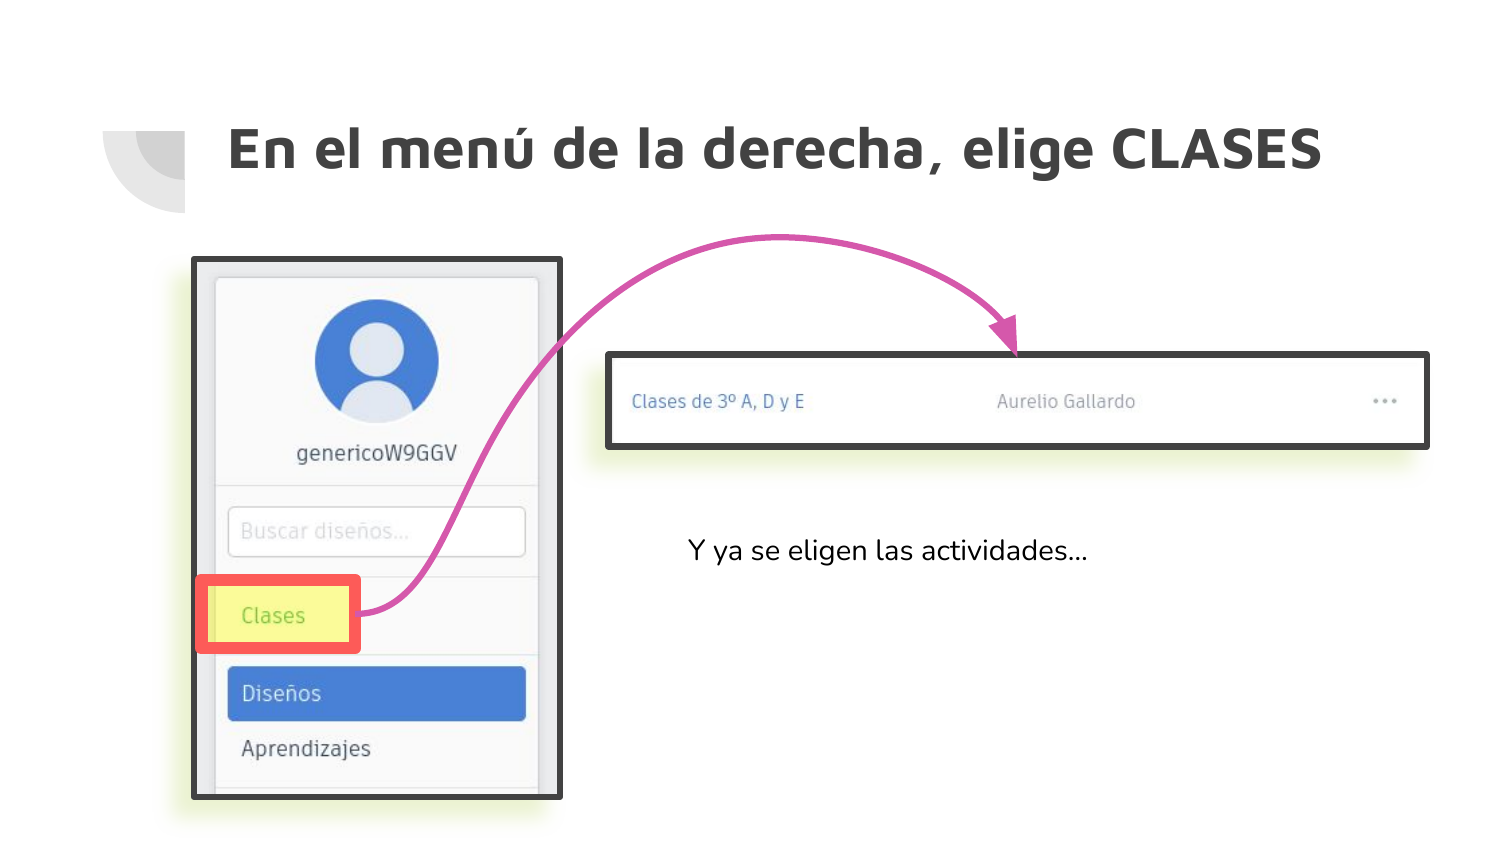 En el menú de la derecha, elige CLASES
genericoW9GGV
Buscar diseños...
Clases
Diseños
Aprendizajes
Clases de 3º A, D y E
Aurelio Gallardo
Y ya se eligen las actividades...